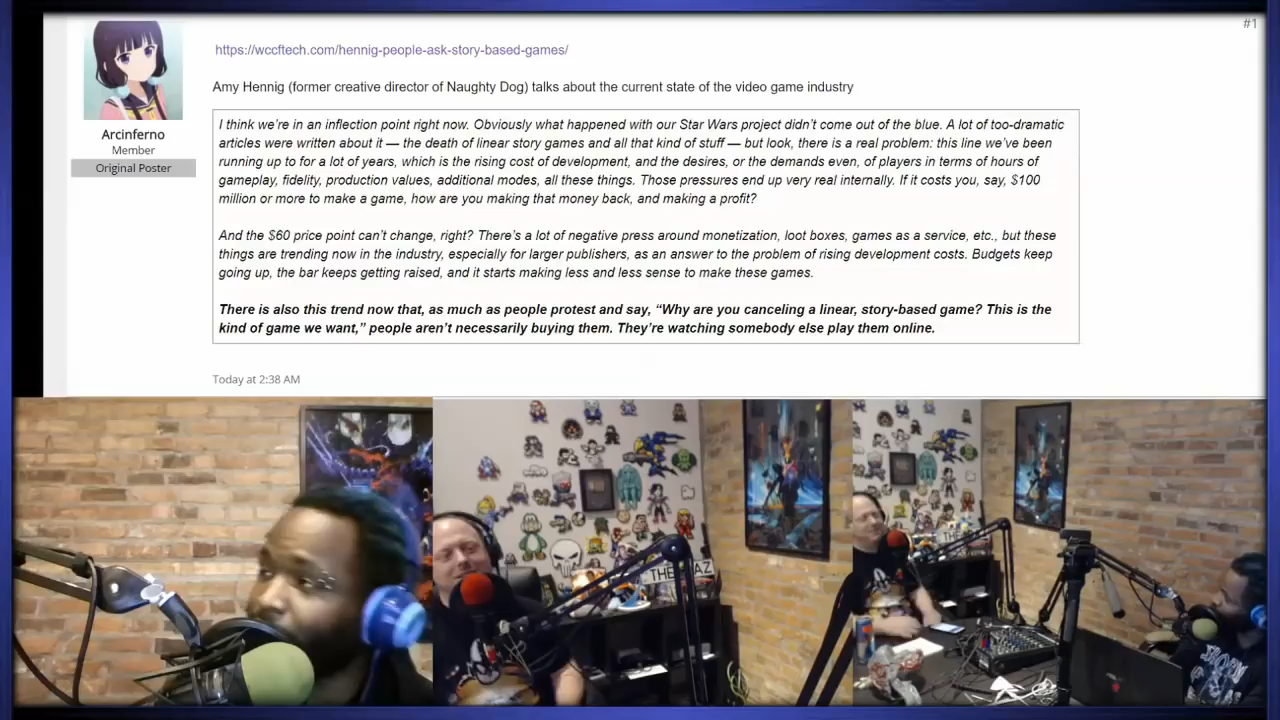 #1
https://wccftech.com/hennig-people-ask-story-based-games/
Amy Hennig (former creative director of Naughty Dog) talks about the current state of the video game industry
Arcinferno
Member
Original Poster
I think we're in an inflection point right now. Obviously what happened with our Star Wars project didn't come out of the blue. A lot of too-dramatic
articles were written about it — the death of linear story games and all that kind of stuff — but look, there is a real problem: this line we've been
running up to for a lot of years, which is the rising cost of development, and the desires, or the demands even, of players in terms of hours of
gameplay, fidelity, production values, additional modes, all these things. Those pressures end up very real internally. If it costs you, say, $100
million or more to make a game, how are you making that money back, and making a profit?
And the $60 price point can't change, right? There's a lot of negative press around monetization, loot boxes, games as a service, etc., but these
things are trending now in the industry, especially for larger publishers, as an answer to the problem of rising development costs. Budgets keep
going up, the bar keeps getting raised, and it starts making less and less sense to make these games.
There is also this trend now that, as much as people protest and say, “Why are you canceling a linear, story-based game? This is the
kind of game we want,” people aren't necessarily buying them. They're watching somebody else play them online.
Today at 2:38 AM